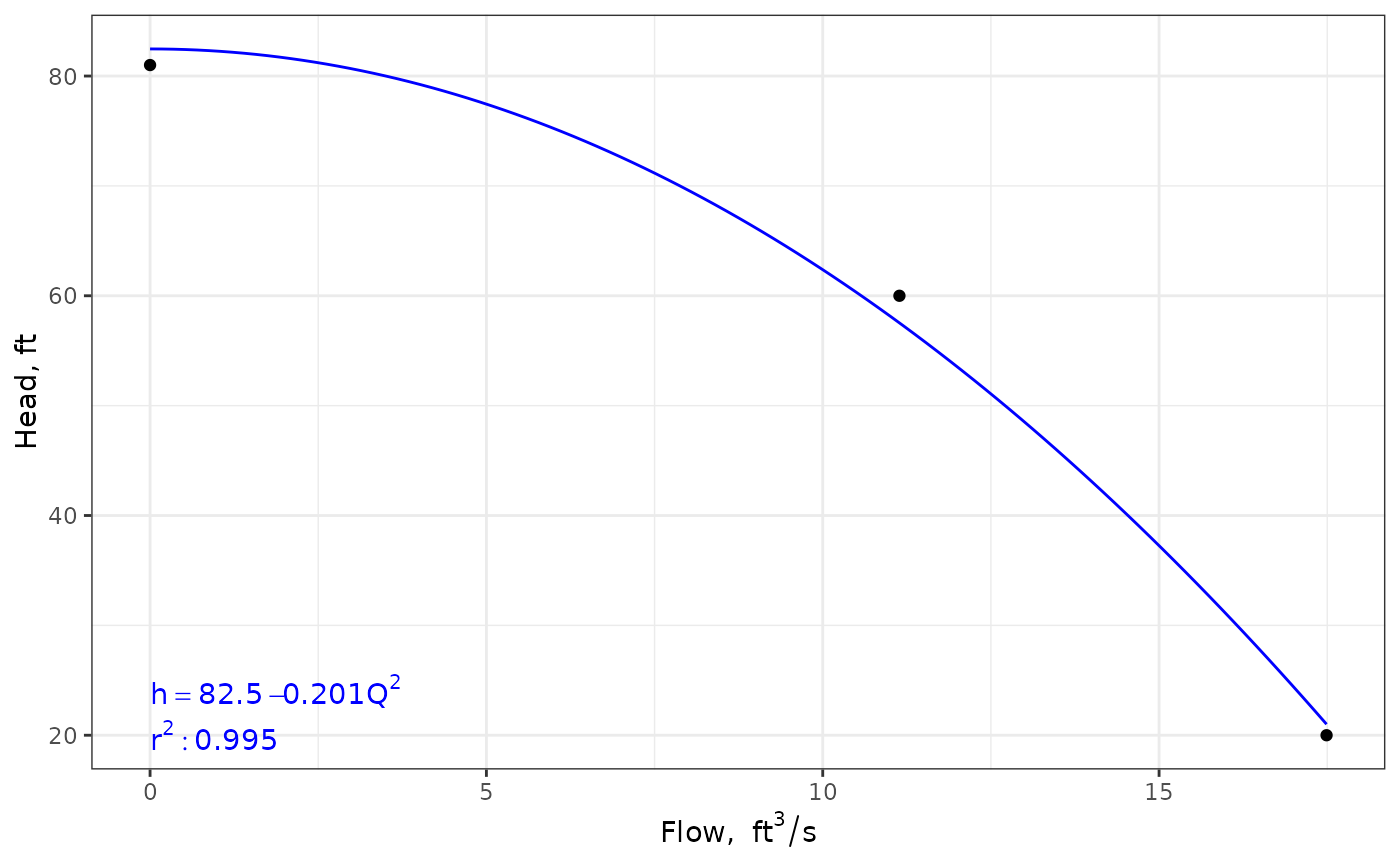 80
60
40
20
Head, ft
h = 82.5 –0.201Q²
r² : 0.995
0 5 10 15
Flow, ft³/s